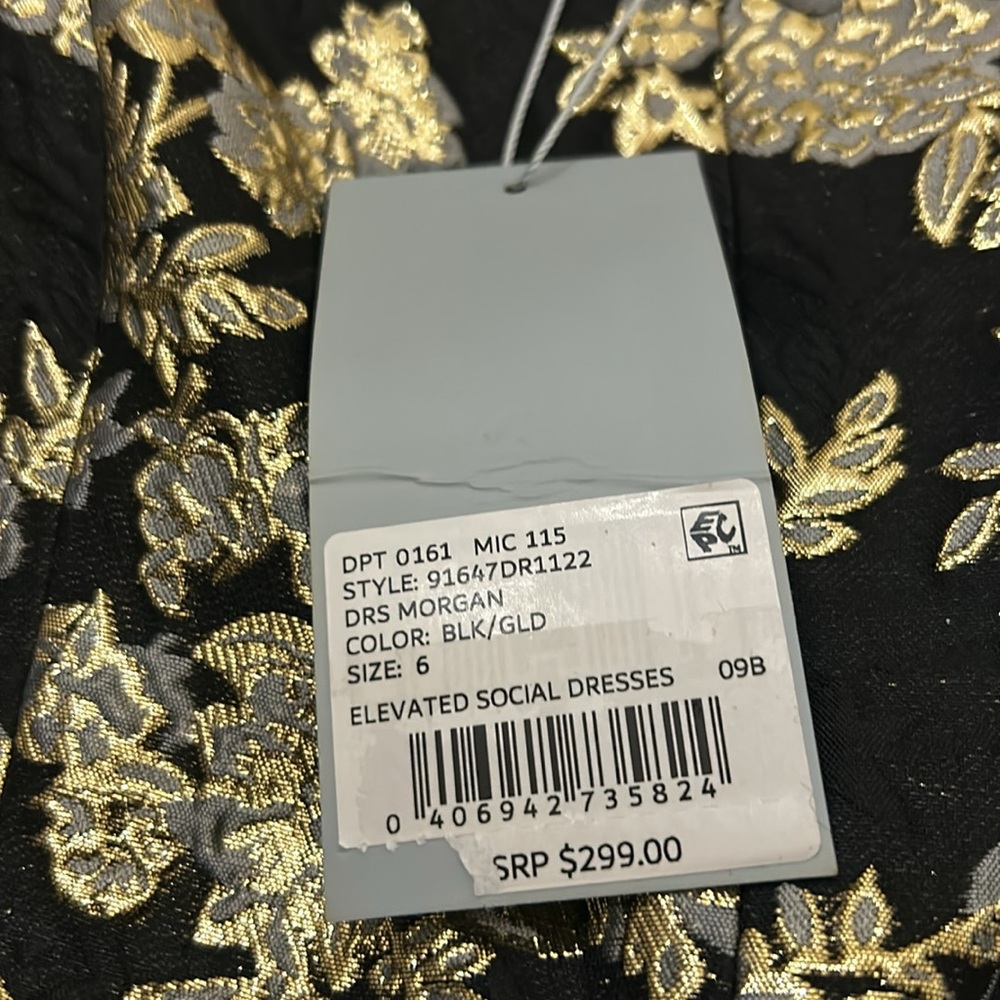 DPT 0161 MIC 115
EPC™
STYLE: 91647DR1122
DRS MORGAN
COLOR: BLK/GLD
SIZE: 6
ELEVATED SOCIAL DRESSES 09B
0 406942 735824
SRP $299.00